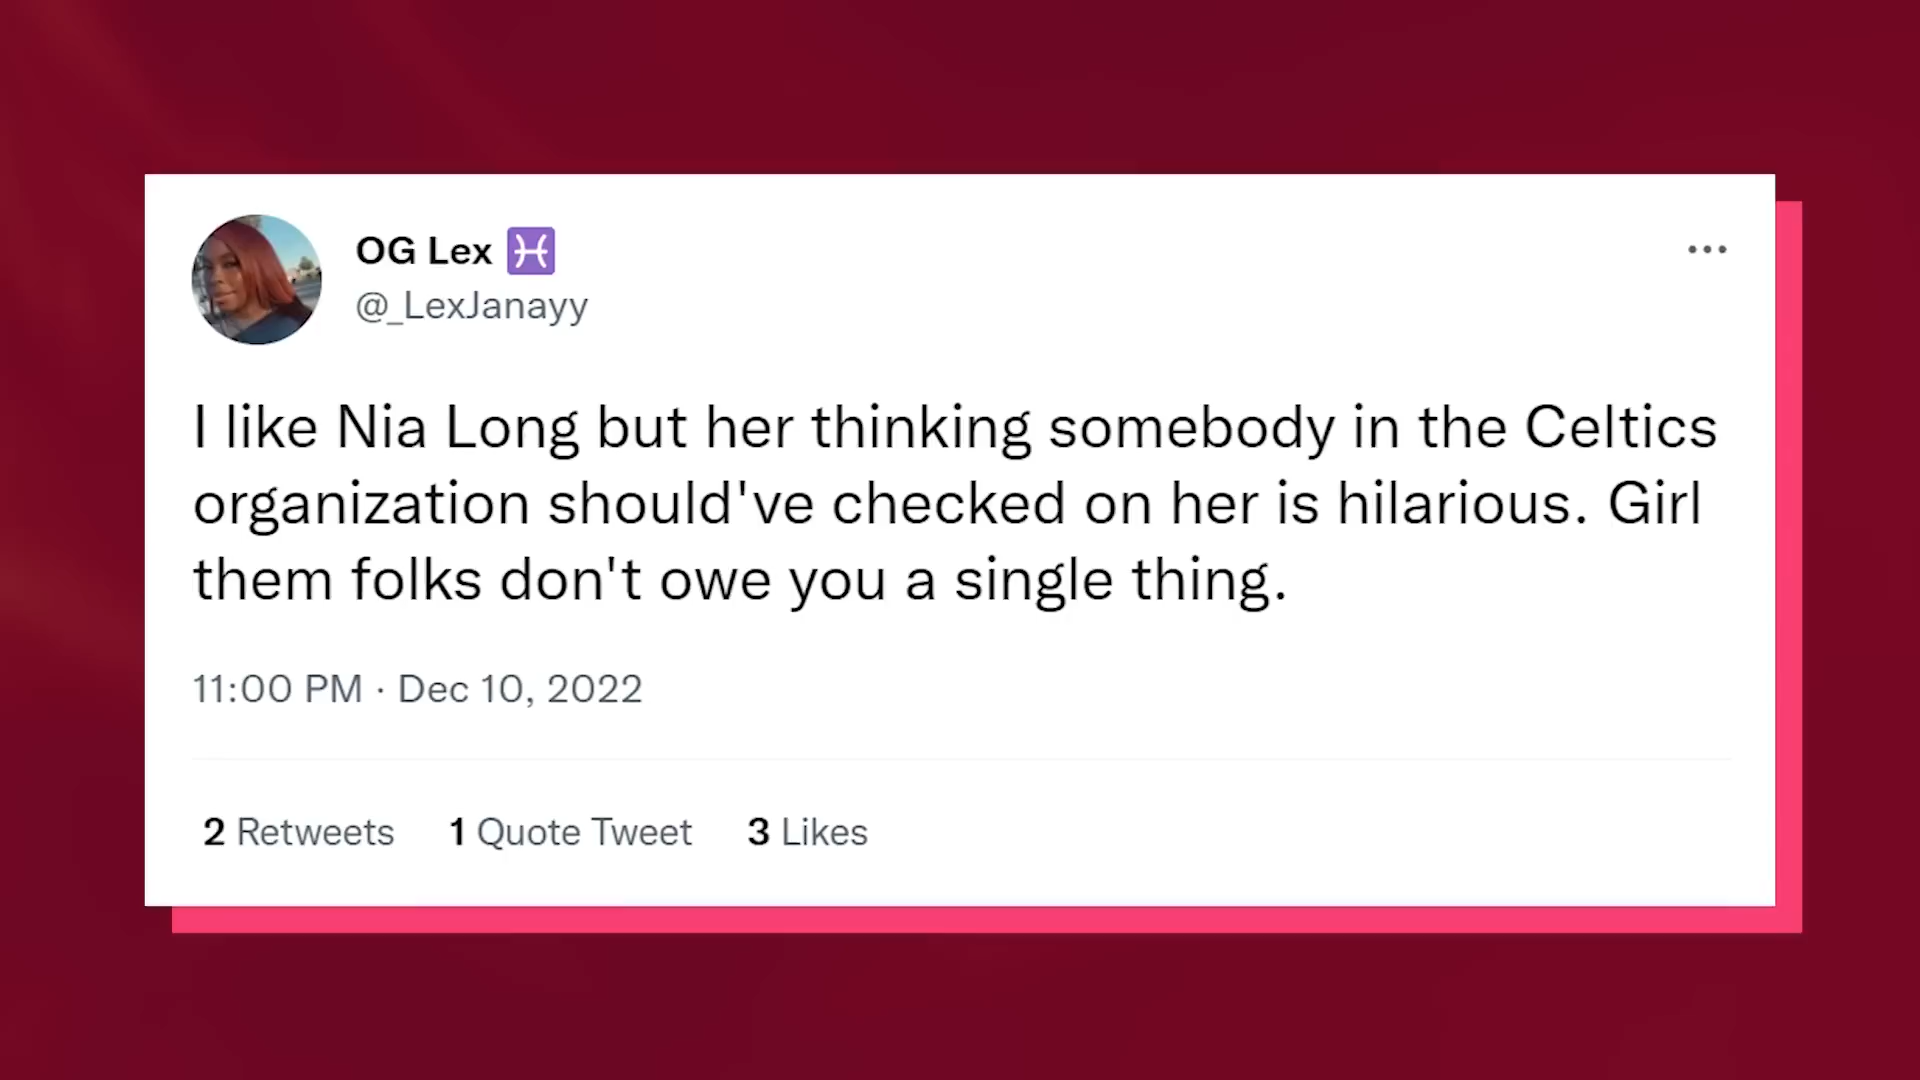 OG Lex ♓
@_LexJanayy
I like Nia Long but her thinking somebody in the Celtics
organization should've checked on her is hilarious. Girl
them folks don't owe you a single thing.
11:00 PM · Dec 10, 2022
2 Retweets 1 Quote Tweet 3 Likes